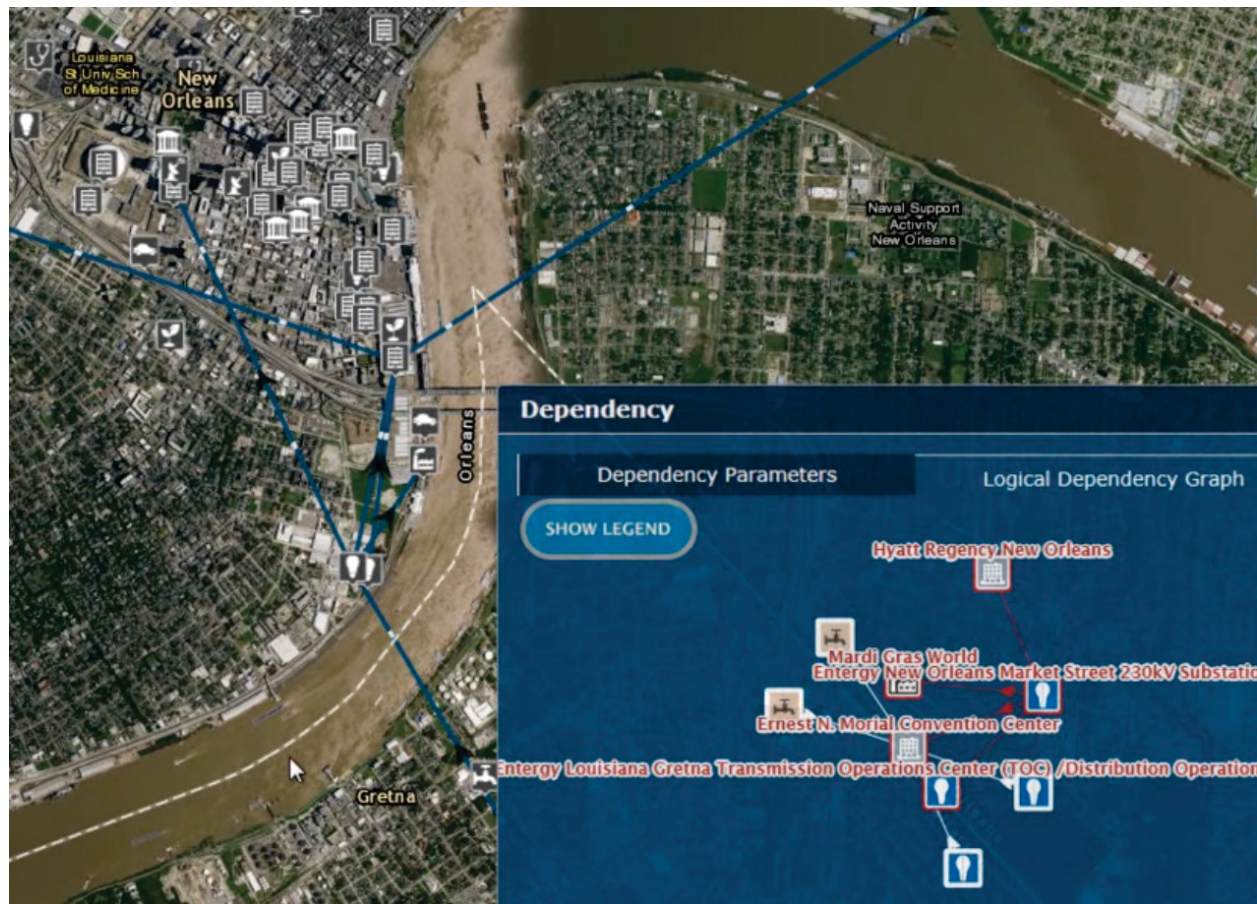 Louisiana
St Univ Sch
of Medicine
New
Orleans
Naval Support
Activity
New Orleans
Orleans
Gretna
Dependency
Dependency Parameters
Logical Dependency Graph
SHOW LEGEND
Hyatt Regency New Orleans
Mardi Gras World
Entergy New Orleans Market Street 230kV Substatio
Ernest N. Morial Convention Center
Entergy Louisiana Gretna Transmission Operations Center (TOC) /Distribution Operation